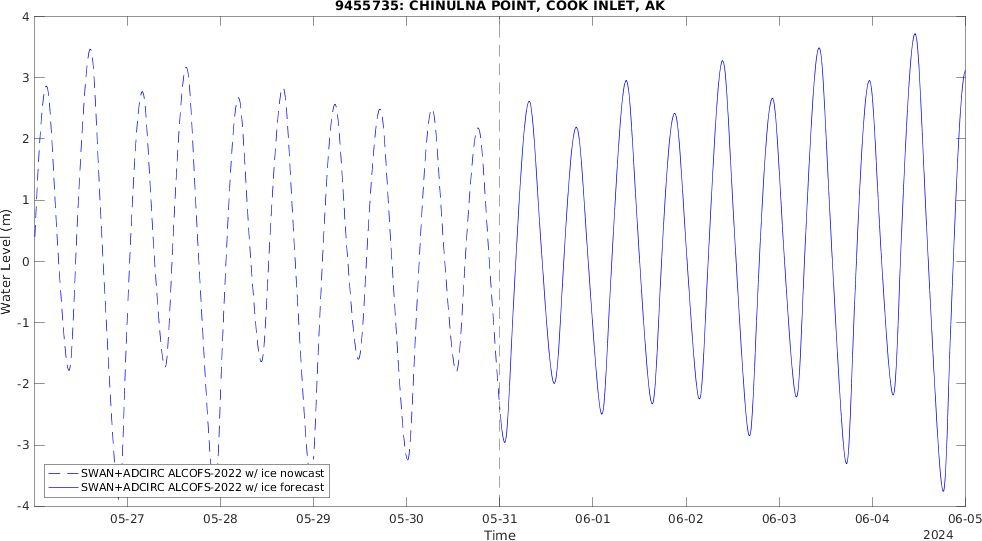 9455735: CHINULNA POINT, COOK INLET, AK
4
3
2
1
0
-1
-2
-3
-4
Water Level (m)
SWAN+ADCIRC ALCOFS-2022 w/ ice nowcast
SWAN+ADCIRC ALCOFS-2022 w/ ice forecast
05-27 05-28 05-29 05-30 05-31 06-01 06-02 06-03 06-04 06-05
Time
2024